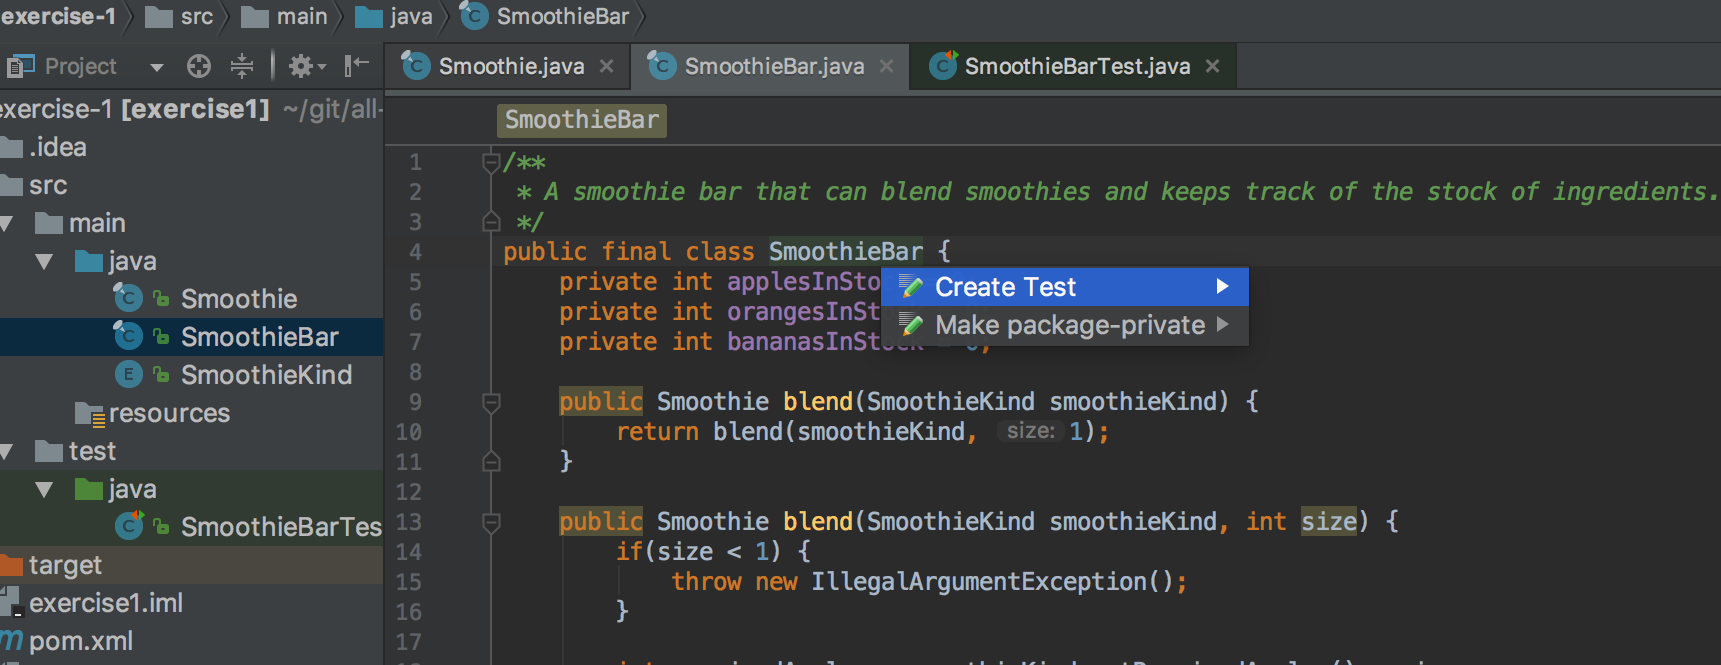 exercise-1 src main java SmoothieBar
Project
Smoothie.java SmoothieBar.java SmoothieBarTest.java
exercise-1 [exercise1] ~/git/all-
.idea
src
main
java
Smoothie
SmoothieBar
SmoothieKind
resources
test
java
SmoothieBarTes
target
exercise1.iml
pom.xml
SmoothieBar
1 /**
2 * A smoothie bar that can blend smoothies and keeps track of the stock of ingredients.
3 */
4 public final class SmoothieBar {
5 private int applesInSto
6 private int orangesInS
7 private int bananasInStock
8
9 public Smoothie blend(SmoothieKind smoothieKind) {
10 return blend(smoothieKind, size: 1);
11 }
12
13 public Smoothie blend(SmoothieKind smoothieKind, int size) {
14 if(size < 1) {
15 throw new IllegalArgumentException();
16 }
17
Create Test
Make package-private